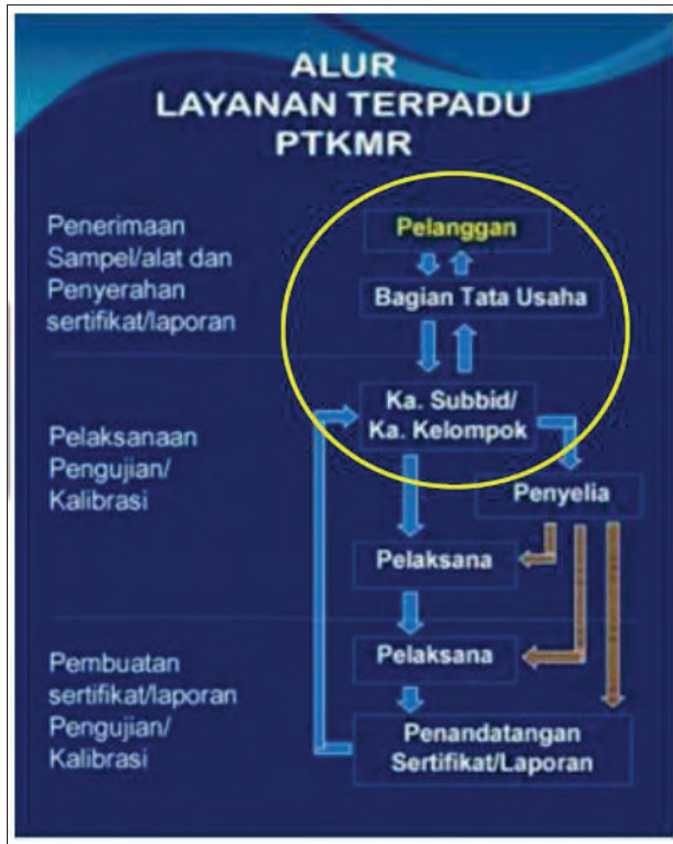 ALUR
LAYANAN TERPADU
PTKMR
Penerimaan
Sampel/alat dan
Penyerahan
sertifikat/laporan
Pelanggan
Bagian Tata Usaha
Pelaksanaan
Pengujian/
Kalibrasi
Ka. Subbid/
Ka. Kelompok
Penyelia
Pelaksana
Pembuatan
sertifikat/laporan
Pengujian/
Kalibrasi
Pelaksana
Penandatangan
Sertifikat/Laporan